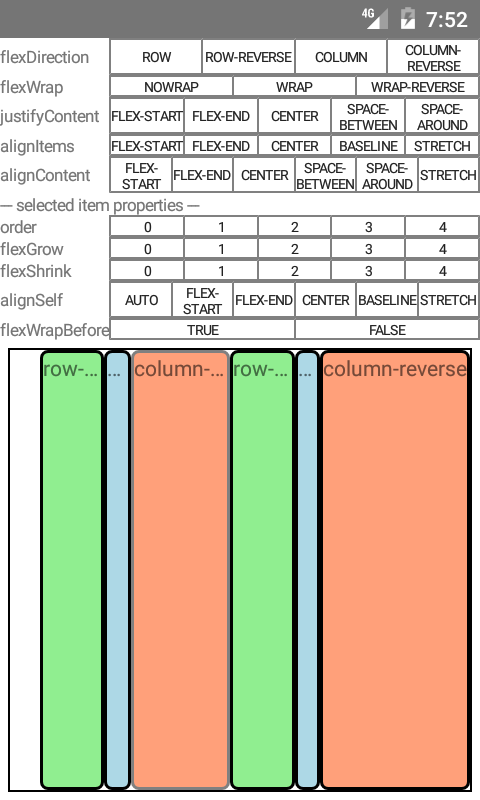 4G 7:52
flexDirection ROW ROW-REVERSE COLUMN COLUMN-
REVERSE
flexWrap NOWRAP WRAP WRAP-REVERSE
justifyContent FLEX-START FLEX-END CENTER SPACE-
BETWEEN SPACE-
AROUND
alignItems FLEX-START FLEX-END CENTER BASELINE STRETCH
alignContent FLEX-
START FLEX-END CENTER SPACE-
BETWEEN SPACE-
AROUND STRETCH
— selected item properties —
order 0 1 2 3 4
flexGrow 0 1 2 3 4
flexShrink 0 1 2 3 4
alignSelf AUTO FLEX-
START FLEX-END CENTER BASELINE STRETCH
flexWrapBefore TRUE FALSE
row-... ... column-... row-... ... column-reverse